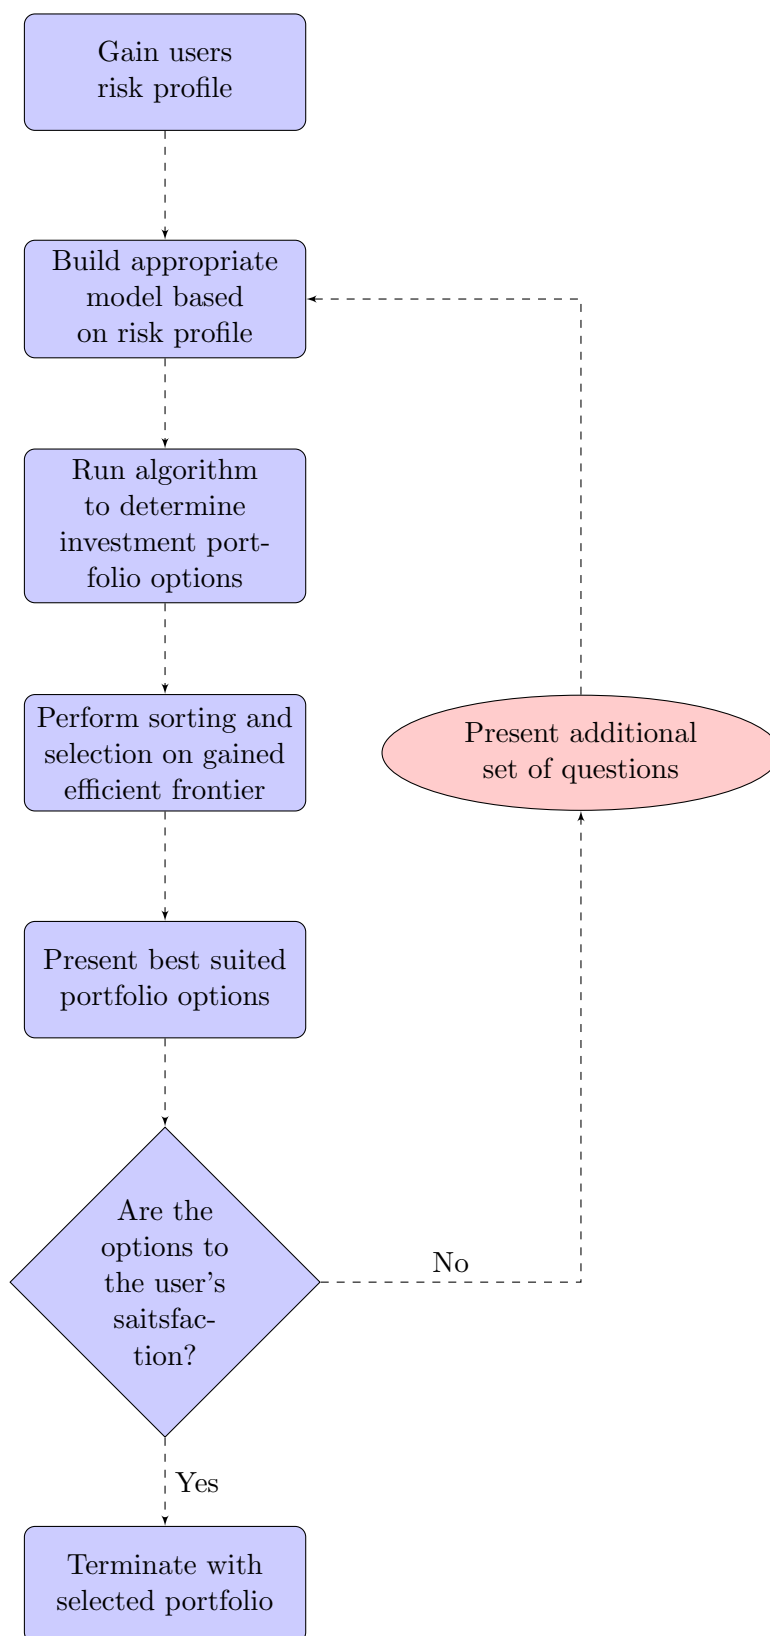 Gain users
risk profile
Build appropriate
model based
on risk profile
Run algorithm
to determine
investment port-
folio options
Perform sorting and
selection on gained
efficient frontier
Present additional
set of questions
Present best suited
portfolio options
Are the
options to
the user's
saitsfac-
tion?
No
Yes
Terminate with
selected portfolio